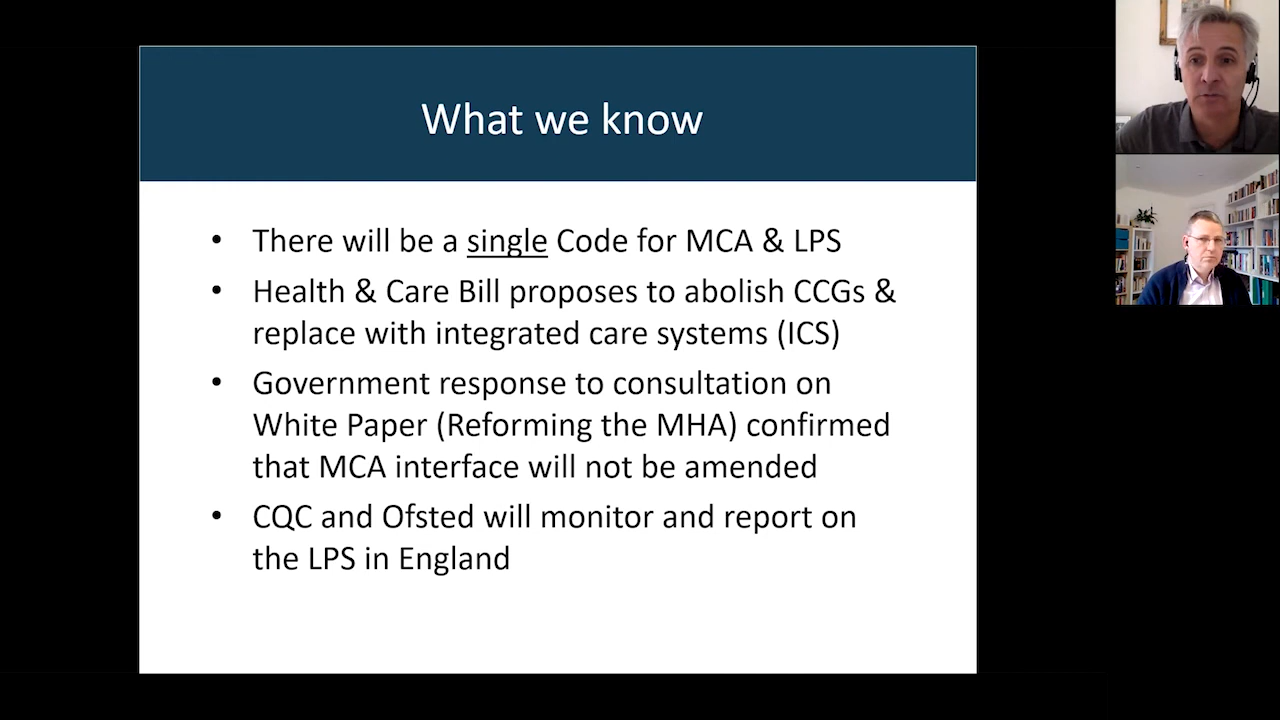 What we know
• There will be a single Code for MCA & LPS
• Health & Care Bill proposes to abolish CCGs &
replace with integrated care systems (ICS)
• Government response to consultation on
White Paper (Reforming the MHA) confirmed
that MCA interface will not be amended
• CQC and Ofsted will monitor and report on
the LPS in England